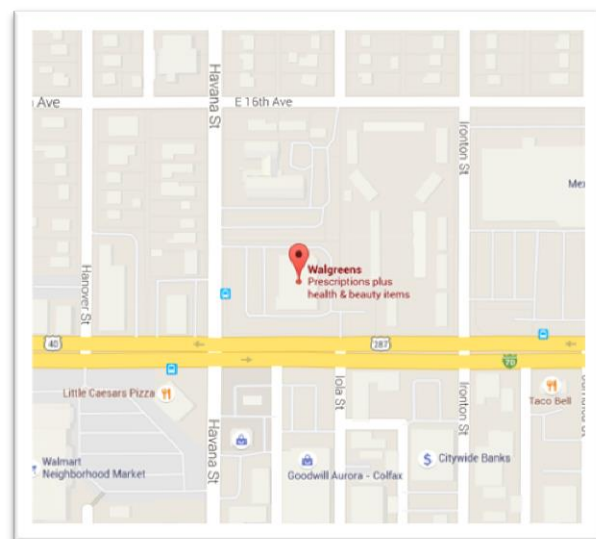 n Ave
E 16th Ave
Havana St
Ironton St
Mex
Walgreens
Prescriptions plus
health & beauty items
Hanover St
40
287
70
Little Caesars Pizza
Iola St
Ironton St
Taco Bell
Havana St
Walmart
Neighborhood Market
Goodwill Aurora - Colfax
$
Citywide Banks